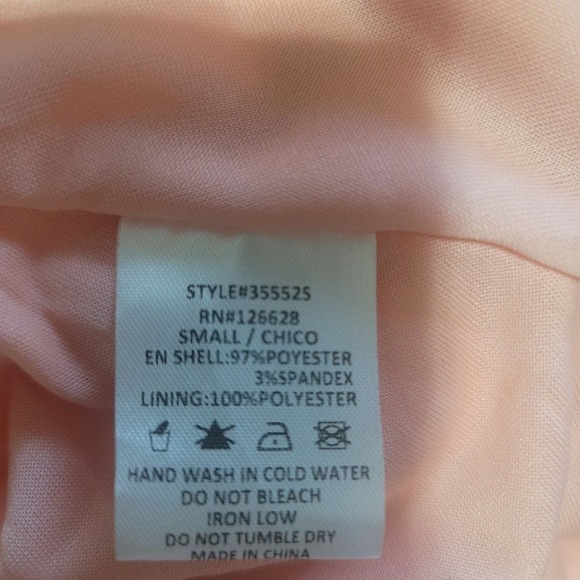 STYLE#35552S
RN#126628
SMALL / CHICO
EN SHELL:97%POYESTER
3%SPANDEX
LINING:100%POLYESTER
HAND WASH IN COLD WATER
DO NOT BLEACH
IRON LOW
DO NOT TUMBLE DRY
MADE IN CHINA